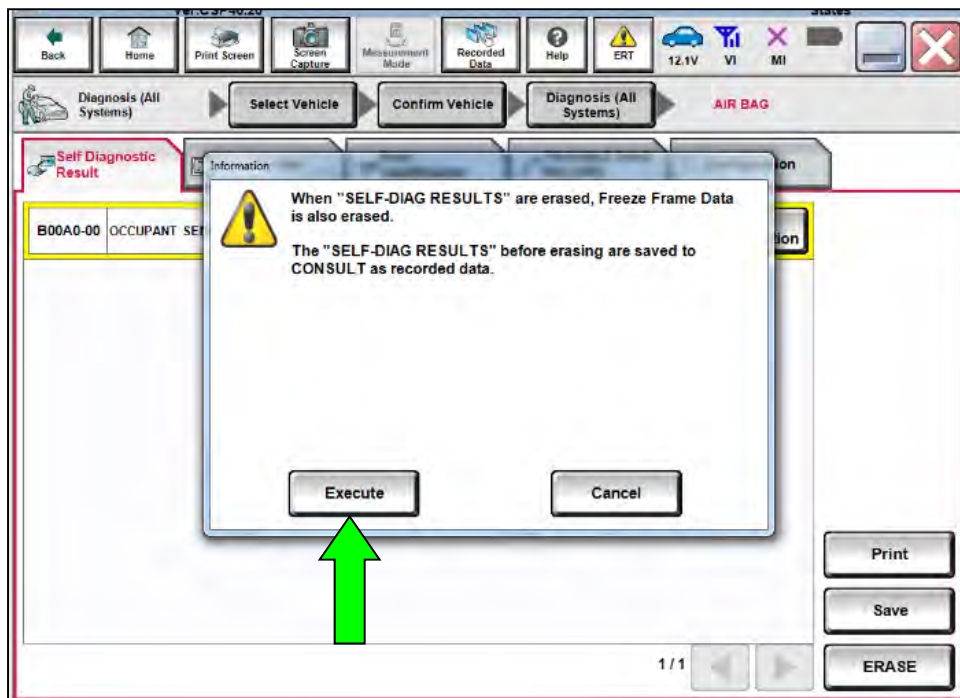 States
Back
Home
Print Screen
Screen Capture
Measurement Mode
Recorded Data
Help
ERT
12.1V
VI
MI
Diagnosis (All Systems)
Select Vehicle
Confirm Vehicle
Diagnosis (All Systems)
AIR BAG
Self Diagnostic Result
Information
When "SELF-DIAG RESULTS" are erased, Freeze Frame Data
is also erased.
The "SELF-DIAG RESULTS" before erasing are saved to
CONSULT as recorded data.
B00A0-00 OCCUPANT
Execute
Cancel
Print
Save
1/1
ERASE